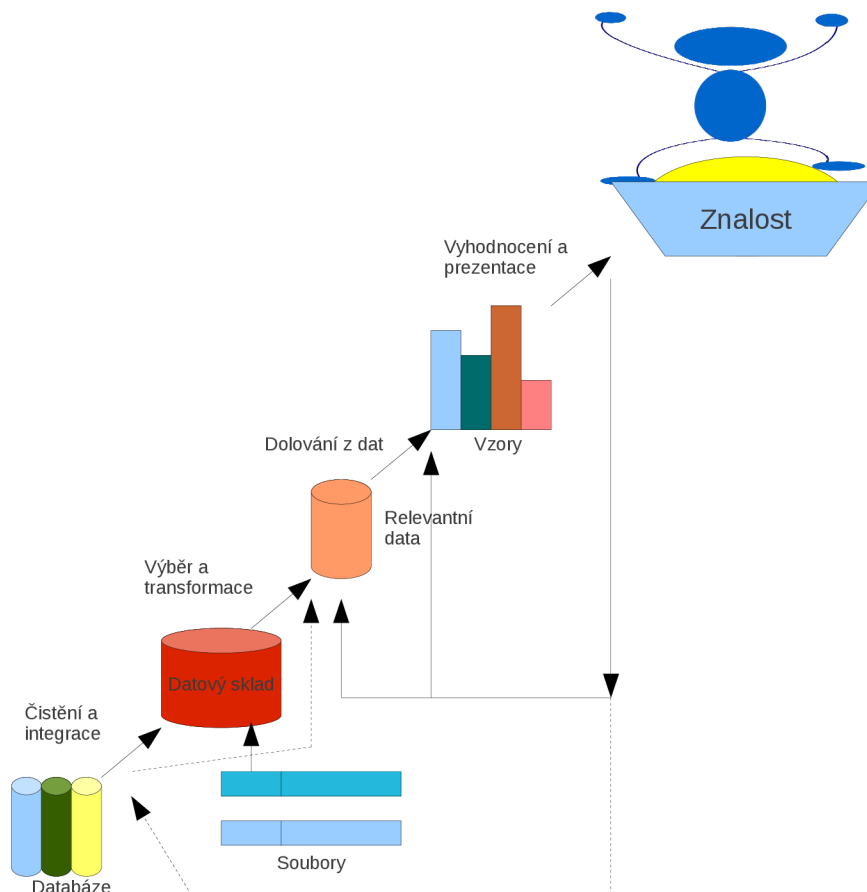 Znalost
Vyhodnocení a
prezentace
Dolování z dat
Vzory
Relevantní
data
Výběr a
transformace
Datový sklad
Čistění a
integrace
Soubory
Databáze